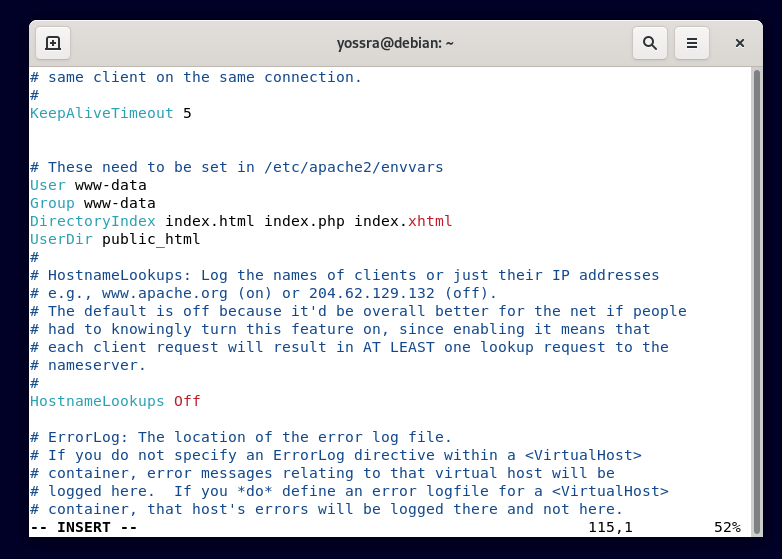 yossra@debian: ~
# same client on the same connection.
#
KeepAliveTimeout 5
# These need to be set in /etc/apache2/envvars
User www-data
Group www-data
DirectoryIndex index.html index.php index.xhtml
UserDir public_html
#
# HostnameLookups: Log the names of clients or just their IP addresses
# e.g., www.apache.org (on) or 204.62.129.132 (off).
# The default is off because it'd be overall better for the net if people
# had to knowingly turn this feature on, since enabling it means that
# each client request will result in AT LEAST one lookup request to the
# nameserver.
#
HostnameLookups Off
# ErrorLog: The location of the error log file.
# If you do not specify an ErrorLog directive within a <VirtualHost>
# container, error messages relating to that virtual host will be
# logged here.  If you *do* define an error logfile for a <VirtualHost>
# container, that host's errors will be logged there and not here.
-- INSERT -- 115,1 52%